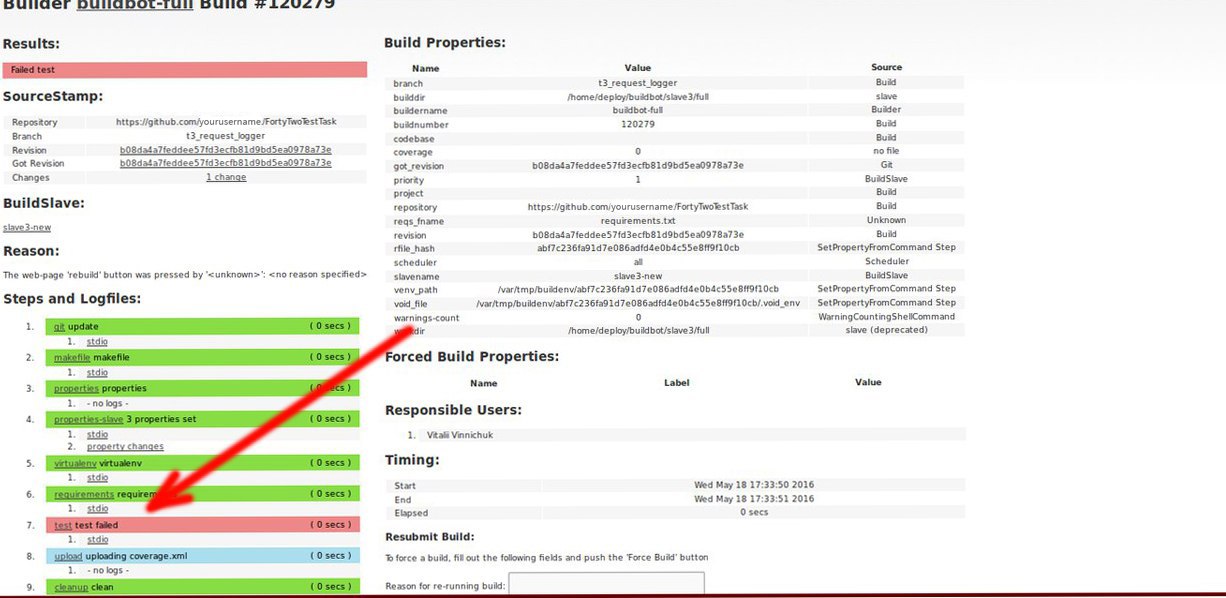 Builder buildbot-full Build #120279
Results:
Failed test
SourceStamp:
Repository https://github.com/yourusername/FortyTwoTestTask
Branch t3_request_logger
Revision b08da4a7feddee57fd3ecfb81d9bd5ea0978a73e
Got Revision b08da4a7feddee57fd3ecfb81d9bd5ea0978a73e
Changes 1 change
BuildSlave:
slave3-new
Reason:
The web-page 'rebuild' button was pressed by '<unknown>': <no reason specified>
Steps and Logfiles:
1. git update ( 0 secs )
1. stdio
2. makefile makefile ( 0 secs )
1. stdio
3. properties properties ( 0 secs )
1. - no logs -
4. properties-slave 3 properties set ( 0 secs )
1. stdio
2. property changes
5. virtualenv virtualenv ( 0 secs )
1. stdio
6. requirements ( 0 secs )
1. stdio
7. test test failed ( 0 secs )
1. stdio
8. upload uploading coverage.xml ( 0 secs )
1. - no logs -
9. cleanup clean ( 0 secs )
Build Properties:
Name Value Source
branch t3_request_logger Build
builddir /home/deploy/buildbot/slave3/full slave
buildername buildbot-full Builder
buildnumber 120279 Build
codebase Build
coverage 0 no file
got_revision b08da4a7feddee57fd3ecfb81d9bd5ea0978a73e Git
priority 1 BuildSlave
project Build
repository https://github.com/yourusername/FortyTwoTestTask Build
reqs_fname requirements.txt Unknown
revision b08da4a7feddee57fd3ecfb81d9bd5ea0978a73e Build
rfile_hash abf7c236fa91d7e086adfd4e0b4c55e8ff9f10cb SetPropertyFromCommand Step
scheduler all Scheduler
slavename slave3-new BuildSlave
venv_path /var/tmp/buildenv/abf7c236fa91d7e086adfd4e0b4c55e8ff9f10cb SetPropertyFromCommand Step
void_file /var/tmp/buildenv/abf7c236fa91d7e086adfd4e0b4c55e8ff9f10cb/.void_env SetPropertyFromCommand Step
warnings-count 0 WarningCountingShellCommand
/home/deploy/buildbot/slave3/full slave (deprecated)
Forced Build Properties:
Name Label Value
Responsible Users:
1. Vitalii Vinnichuk
Timing:
Start Wed May 18 17:33:50 2016
End Wed May 18 17:33:51 2016
Elapsed 0 secs
Resubmit Build:
To force a build, fill out the following fields and push the 'Force Build' button
Reason for re-running build: